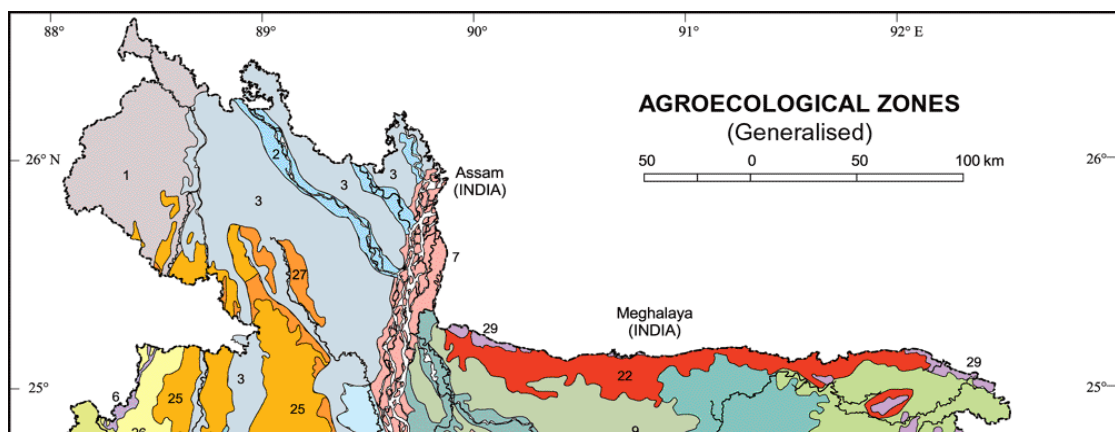 88°
89°
90°
91°
92° E
AGROECOLOGICAL ZONES
(Generalised)
50 0 50 100 km
26° N
26°
Assam
(INDIA)
1
2
3
3
3
7
27
Meghalaya
(INDIA)
29
29
22
25°
25°
6
25
3
25
26
9